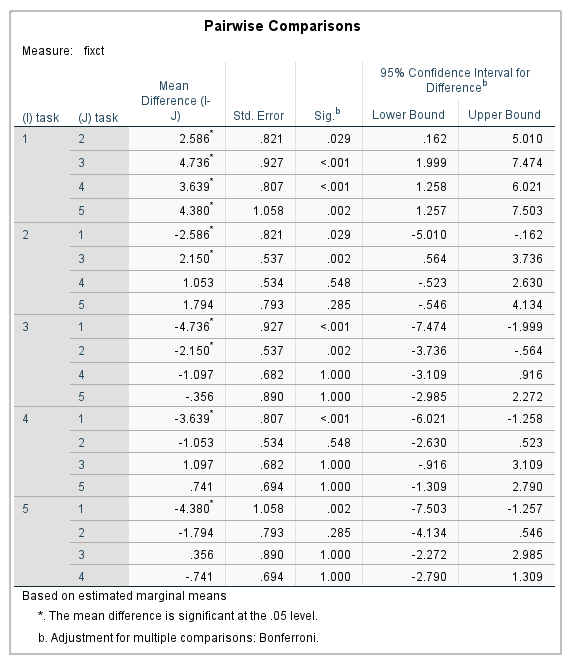 Pairwise Comparisons
Measure: fixct
(I) task (J) task Mean Difference (I-J) Std. Error Sig.b 95% Confidence Interval for Differenceb Lower Bound Upper Bound
1 2 2.586* .821 .029 .162 5.010
3 4.736* .927 <.001 1.999 7.474
4 3.639* .807 <.001 1.258 6.021
5 4.380* 1.058 .002 1.257 7.503
2 1 -2.586* .821 .029 -5.010 -.162
3 2.150* .537 .002 .564 3.736
4 1.053 .534 .548 -.523 2.630
5 1.794 .793 .285 -.546 4.134
3 1 -4.736* .927 <.001 -7.474 -1.999
2 -2.150* .537 .002 -3.736 -.564
4 -1.097 .682 1.000 -3.109 .916
5 -.356 .890 1.000 -2.985 2.272
4 1 -3.639* .807 <.001 -6.021 -1.258
2 -1.053 .534 .548 -2.630 .523
3 1.097 .682 1.000 -.916 3.109
5 .741 .694 1.000 -1.309 2.790
5 1 -4.380* 1.058 .002 -7.503 -1.257
2 -1.794 .793 .285 -4.134 .546
3 .356 .890 1.000 -2.272 2.985
4 -.741 .694 1.000 -2.790 1.309
Based on estimated marginal means
*. The mean difference is significant at the .05 level.
b. Adjustment for multiple comparisons: Bonferroni.